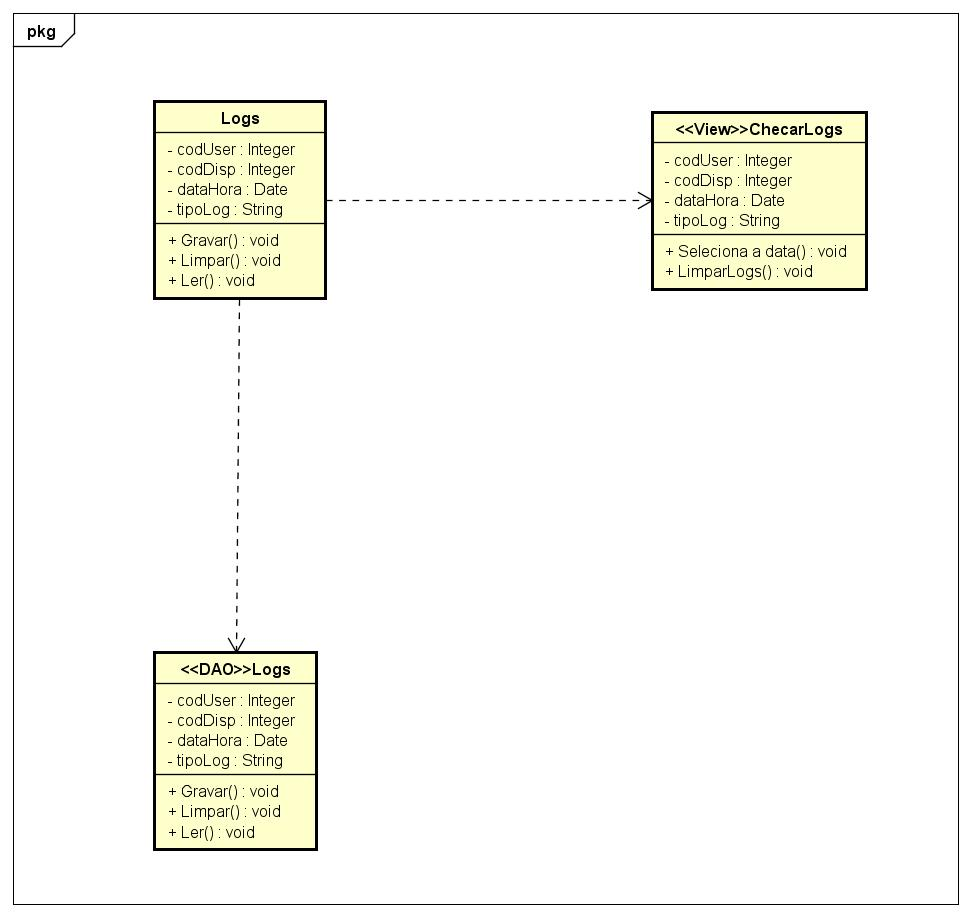 pkg
Logs
- codUser : Integer
- codDisp : Integer
- dataHora : Date
- tipoLog : String
+ Gravar() : void
+ Limpar() : void
+ Ler() : void
<<View>>ChecarLogs
- codUser : Integer
- codDisp : Integer
- dataHora : Date
- tipoLog : String
+ Seleciona a data() : void
+ LimparLogs() : void
<<DAO>>Logs
- codUser : Integer
- codDisp : Integer
- dataHora : Date
- tipoLog : String
+ Gravar() : void
+ Limpar() : void
+ Ler() : void